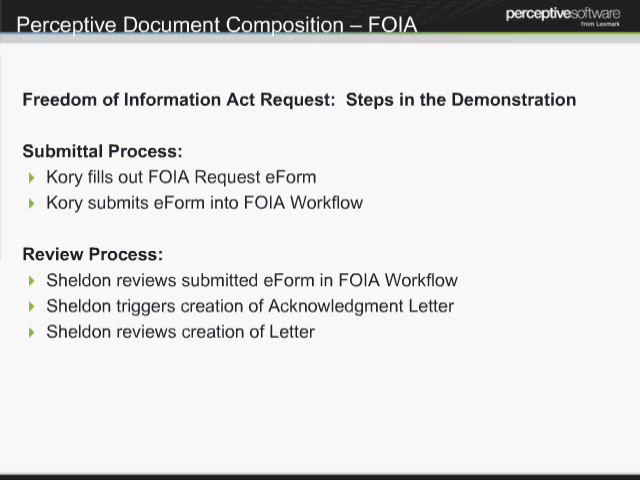 Perceptive Document Composition – FOIA
perceptivesoftware
from Lexmark
Freedom of Information Act Request: Steps in the Demonstration
Submittal Process:
Kory fills out FOIA Request eForm
Kory submits eForm into FOIA Workflow
Review Process:
Sheldon reviews submitted eForm in FOIA Workflow
Sheldon triggers creation of Acknowledgment Letter
Sheldon reviews creation of Letter